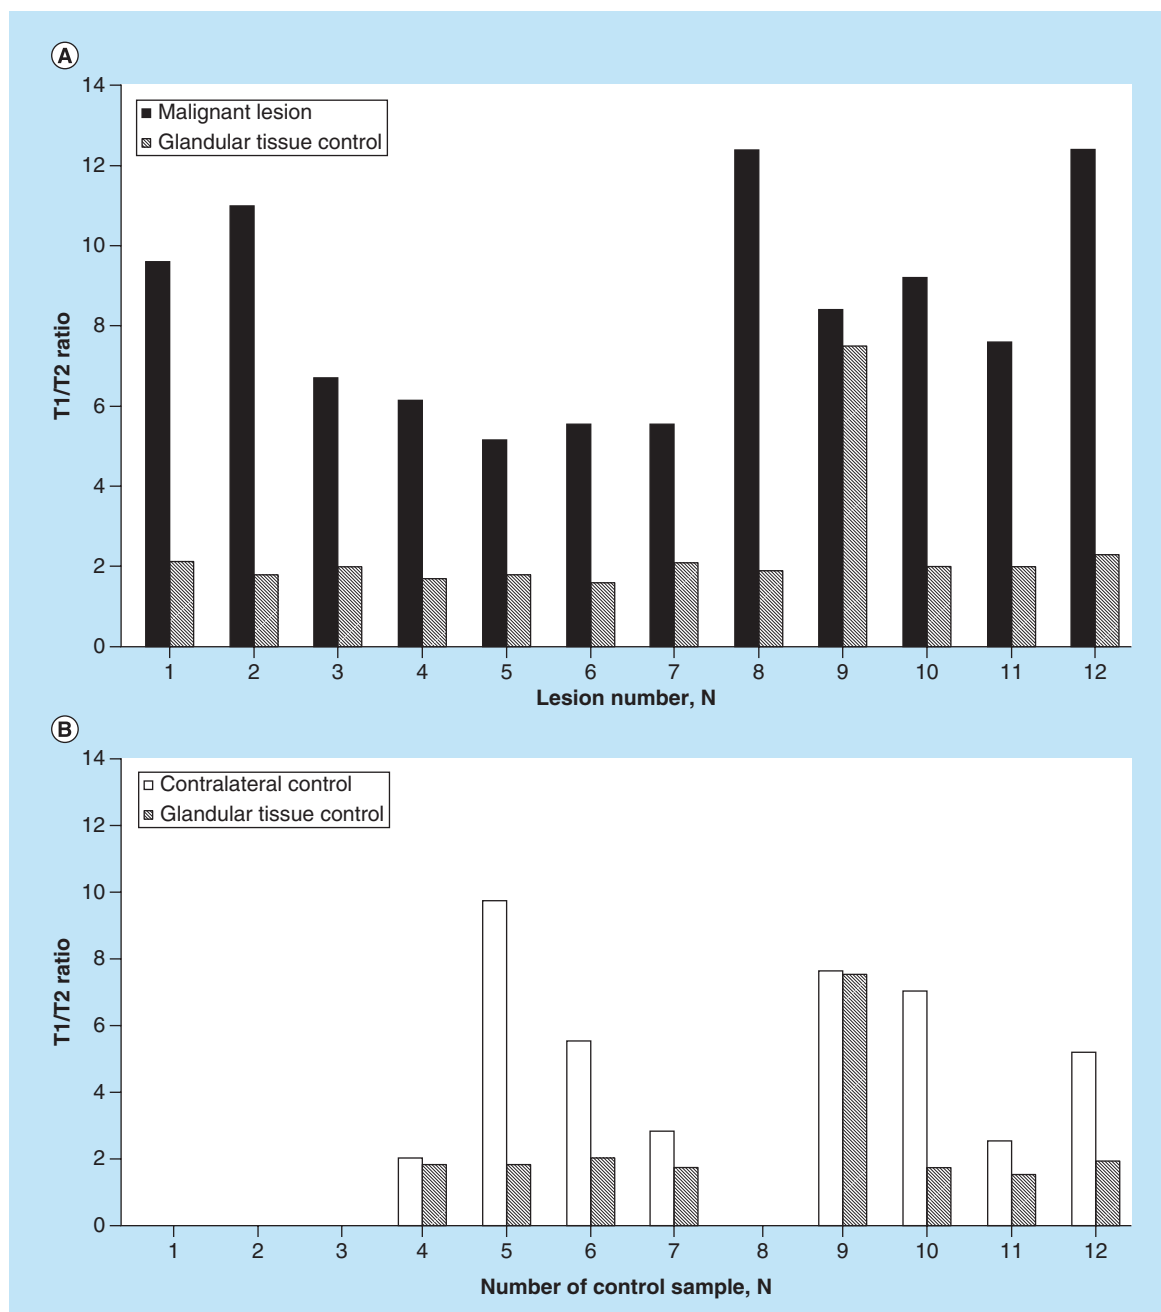 A
14
12
10
8
6
4
2
0
T1/T2 ratio
Malignant lesion
Glandular tissue control
1 2 3 4 5 6 7 8 9 10 11 12
Lesion number, N
B
14
12
10
8
6
4
2
0
T1/T2 ratio
Contralateral control
Glandular tissue control
1 2 3 4 5 6 7 8 9 10 11 12
Number of control sample, N